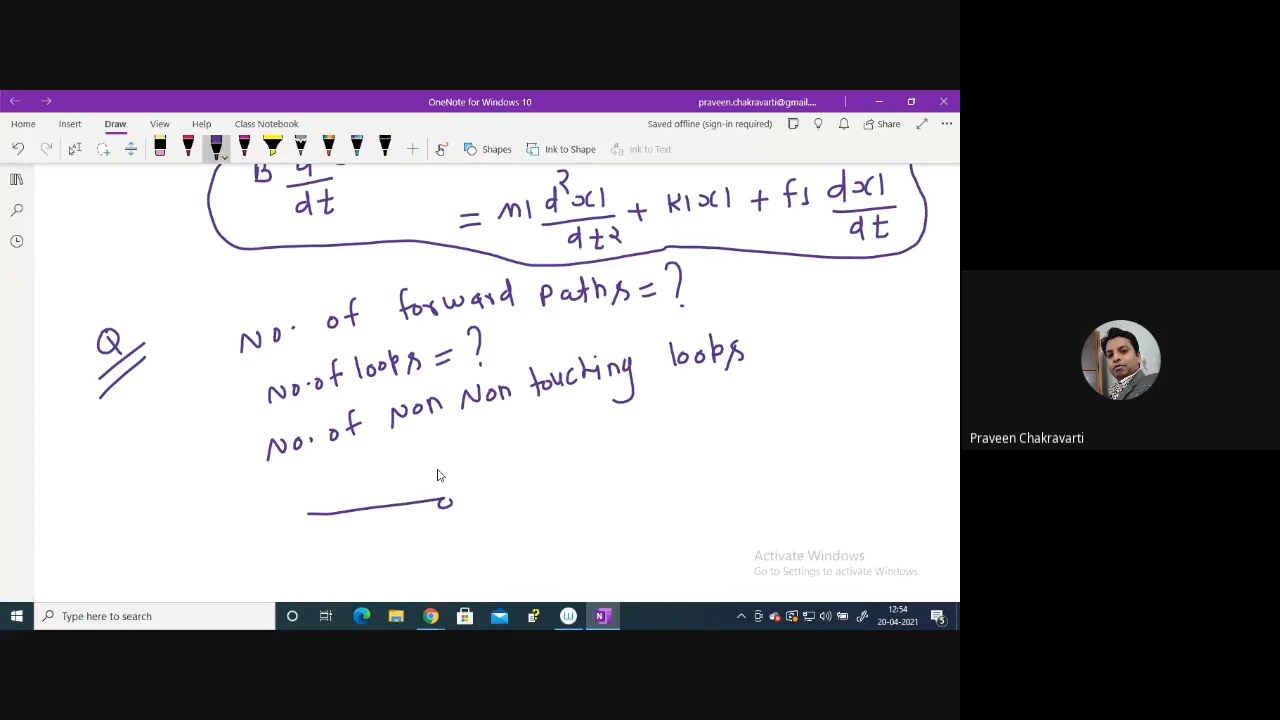 OneNote for Windows 10
praveen.chakravarti@gmail....
Home Insert Draw View Help Class Notebook
Saved offline (sign-in required)
Share
Shapes
Ink to Shape
Ink to Text
B
dt
= m1 d²x1/dt2 + k1x1 + f1 dx1/dt
Q
No. of forward paths = ?
No. of loops = ?
No. of Non Non touching loops
Activate Windows
Go to Settings to activate Windows.
Praveen Chakravarti
Type here to search
12:54
20-04-2021
5